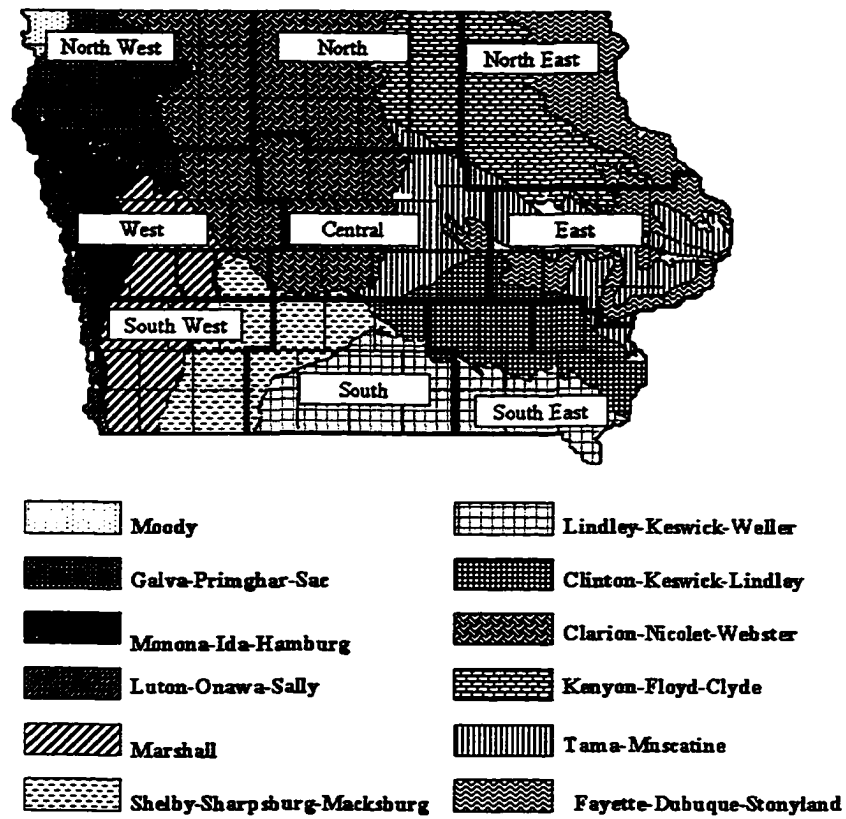 North West
North
North East
West
Central
East
South West
South
South East
Moody
Galva-Primghar-Sac
Monona-Ida-Hamburg
Luton-Onawa-Sally
Marshall
Shelby-Sharpsburg-Macksburg
Lindley-Keswick-Weller
Clinton-Keswick-Lindley
Clarion-Nicolet-Webster
Kenyon-Floyd-Clyde
Tama-Muscatine
Fayette-Dubuque-Stonyland